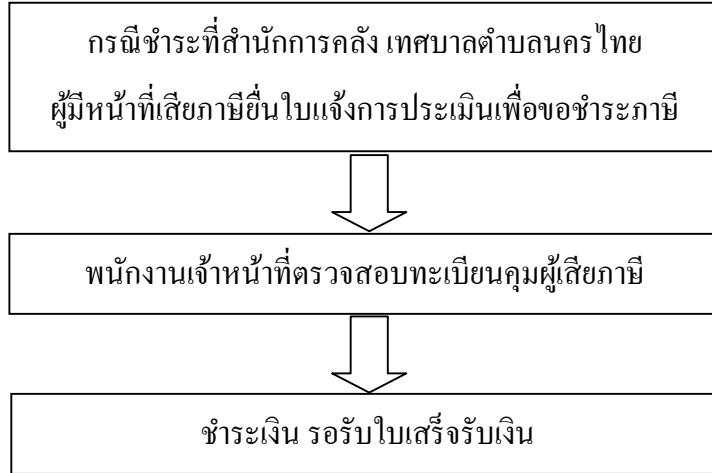 กรณีชำระที่สำนักการคลัง เทศบาลตำบลนครไทย
ผู้มีหน้าที่เสียภาษียื่นใบแจ้งการประเมินเพื่อขอชำระภาษี
พนักงานเจ้าหน้าที่ตรวจสอบทะเบียนคุมผู้เสียภาษี
ชำระเงิน รอรับใบเสร็จรับเงิน